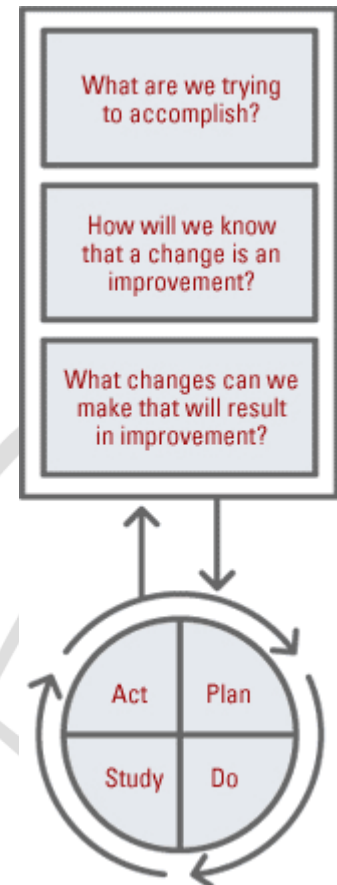 What are we trying
to accomplish?
How will we know
that a change is an
improvement?
What changes can we
make that will result
in improvement?
Act
Plan
Study
Do